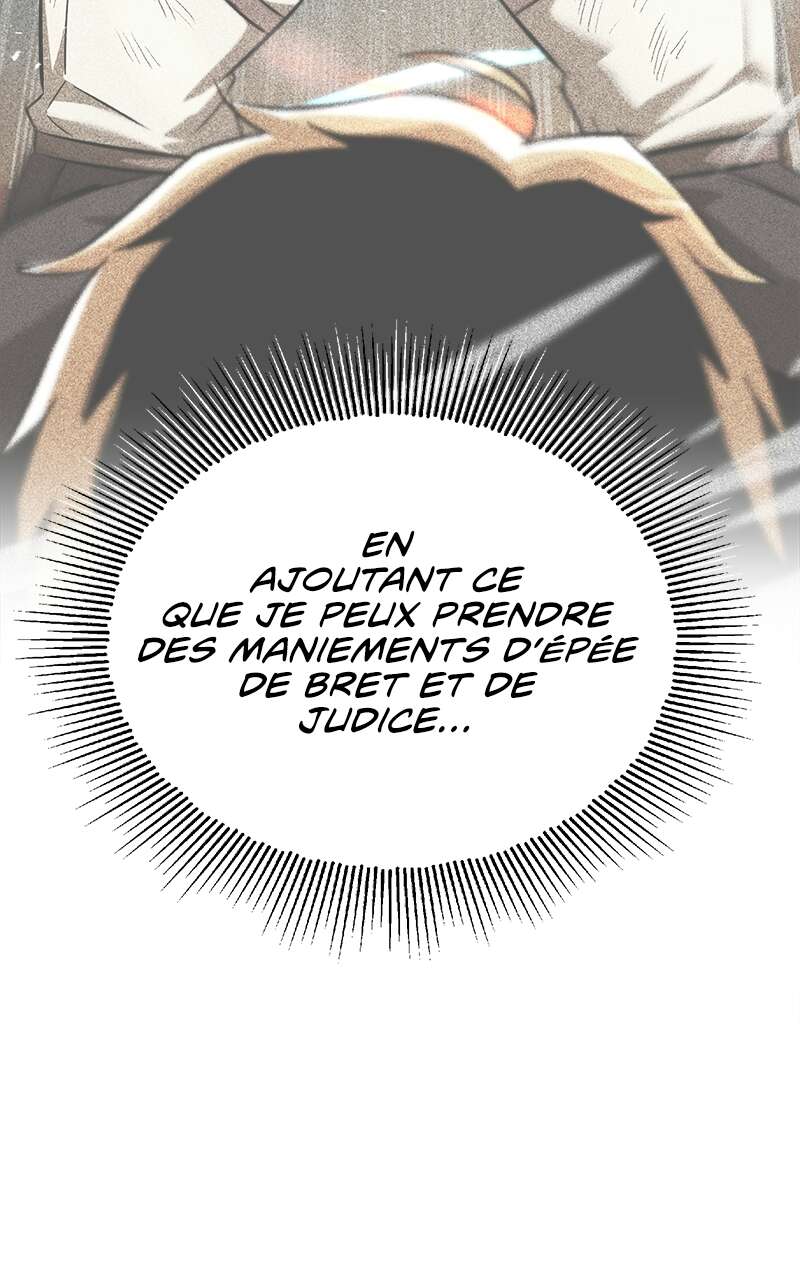 EN
AJOUTANT CE
QUE JE PEUX PRENDRE
DES MANIEMENTS D'ÉPÉE
DE BRET ET DE
JUDICE...